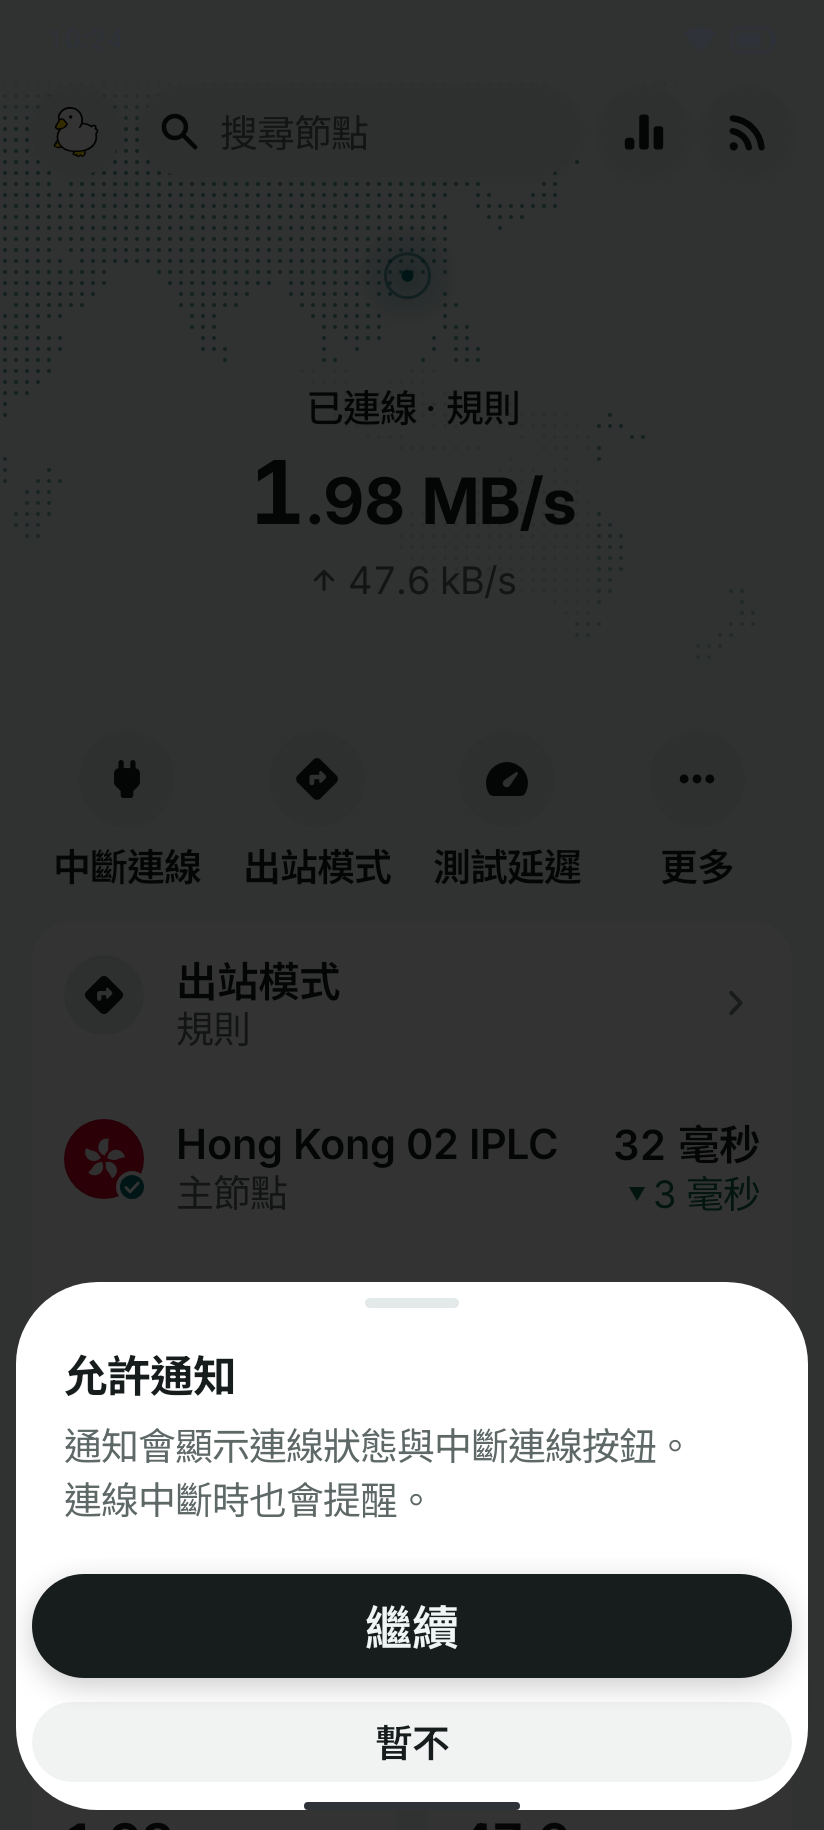 搜尋節點
已連線 · 規則
1.98 MB/s
↑ 47.6 kB/s
中斷連線
出站模式
測試延遲
更多
出站模式
規則
Hong Kong 02 IPLC
32 毫秒
主節點
▼3 毫秒
允許通知
通知會顯示連線狀態與中斷連線按鈕。
連線中斷時也會提醒。
繼續
暫不